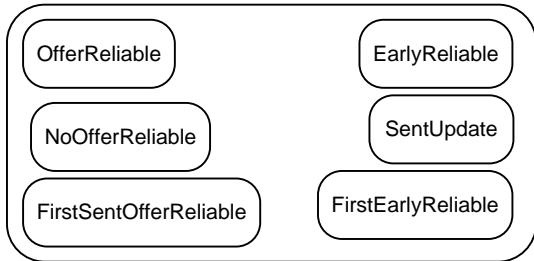 OfferReliable
EarlyReliable
NoOfferReliable
SentUpdate
FirstSentOfferReliable
FirstEarlyReliable